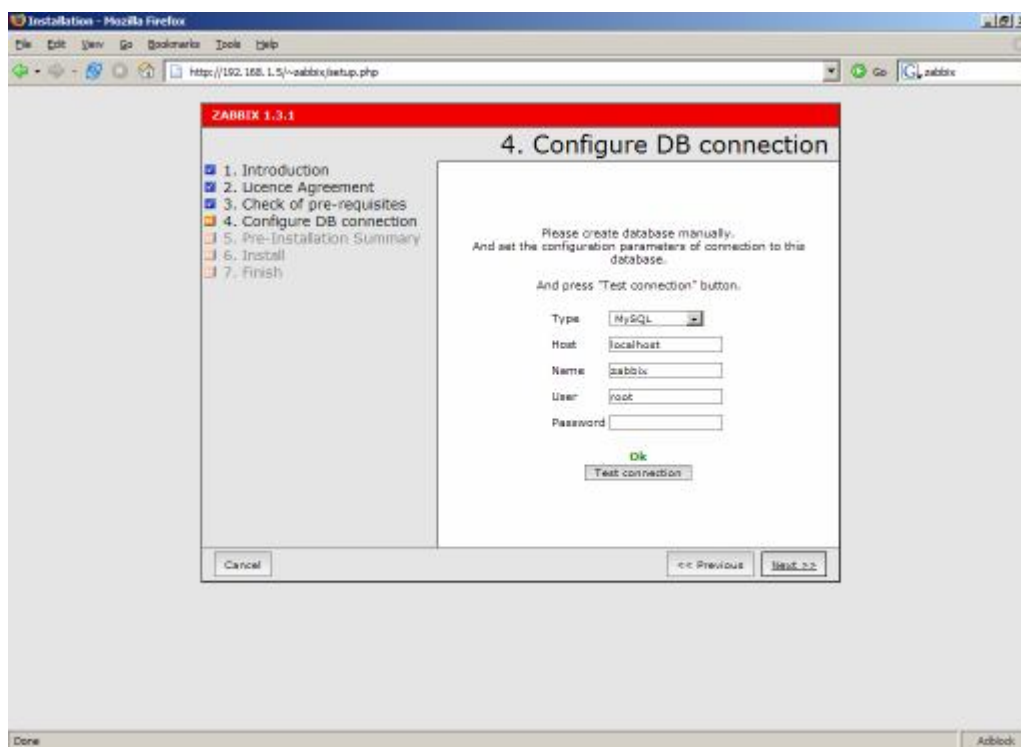 Installation - Mozilla Firefox
File Edit View Go Bookmarks Tools Help
http://192.168.1.5/~zabbix/setup.php
Go
zabbix
ZABBIX 1.3.1
4. Configure DB connection
1. Introduction
2. Licence Agreement
3. Check of pre-requisites
4. Configure DB connection
5. Pre-Installation Summary
6. Install
7. Finish
Please create database manually.
And set the configuration parameters of connection to this
database.
And press "Test connection" button.
Type MySQL
Host localhost
Name zabbix
User root
Password
Ok
Test connection
Cancel
<< Previous
Next >>
Done
Adblock